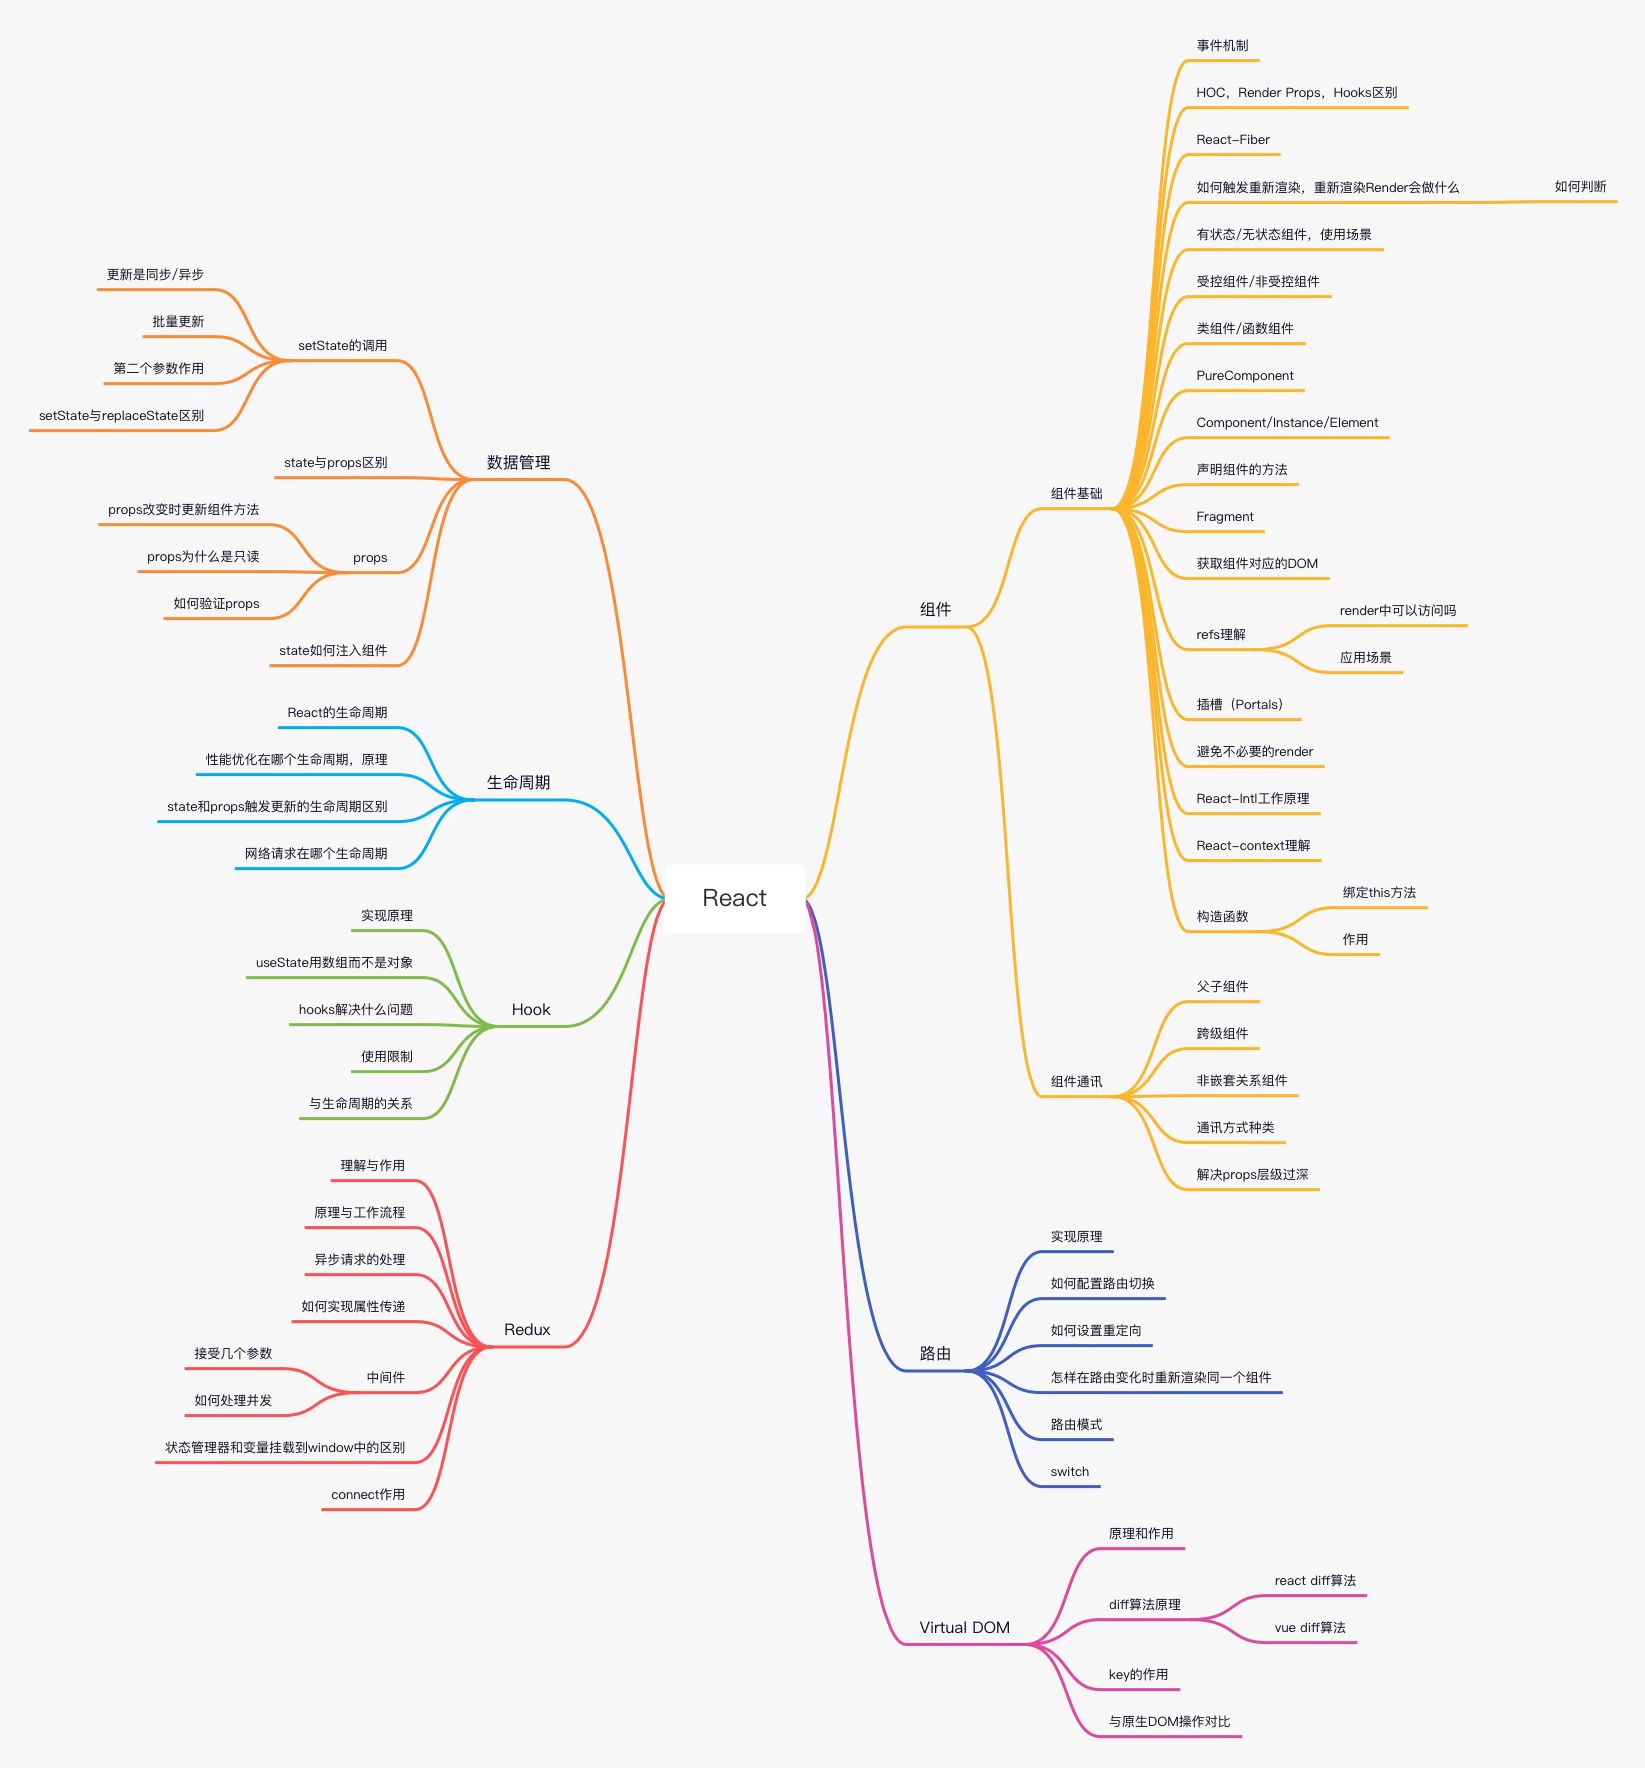 React
数据管理
setState的调用
更新是同步/异步
批量更新
第二个参数作用
setState与replaceState区别
state与props区别
props
props改变时更新组件方法
props为什么是只读
如何验证props
state如何注入组件
生命周期
React的生命周期
性能优化在哪个生命周期，原理
state和props触发更新的生命周期区别
网络请求在哪个生命周期
Hook
实现原理
useState用数组而不是对象
hooks解决什么问题
使用限制
与生命周期的关系
Redux
理解与作用
原理与工作流程
异步请求的处理
如何实现属性传递
中间件
接受几个参数
如何处理并发
状态管理器和变量挂载到window中的区别
connect作用
组件
组件基础
事件机制
HOC，Render Props，Hooks区别
React-Fiber
如何触发重新渲染，重新渲染Render会做什么
如何判断
有状态/无状态组件，使用场景
受控组件/非受控组件
类组件/函数组件
PureComponent
Component/Instance/Element
声明组件的方法
Fragment
获取组件对应的DOM
refs理解
render中可以访问吗
应用场景
插槽（Portals）
避免不必要的render
React-Intl工作原理
React-context理解
构造函数
绑定this方法
作用
组件通讯
父子组件
跨级组件
非嵌套关系组件
通讯方式种类
解决props层级过深
路由
实现原理
如何配置路由切换
如何设置重定向
怎样在路由变化时重新渲染同一个组件
路由模式
switch
Virtual DOM
原理和作用
diff算法原理
react diff算法
vue diff算法
key的作用
与原生DOM操作对比